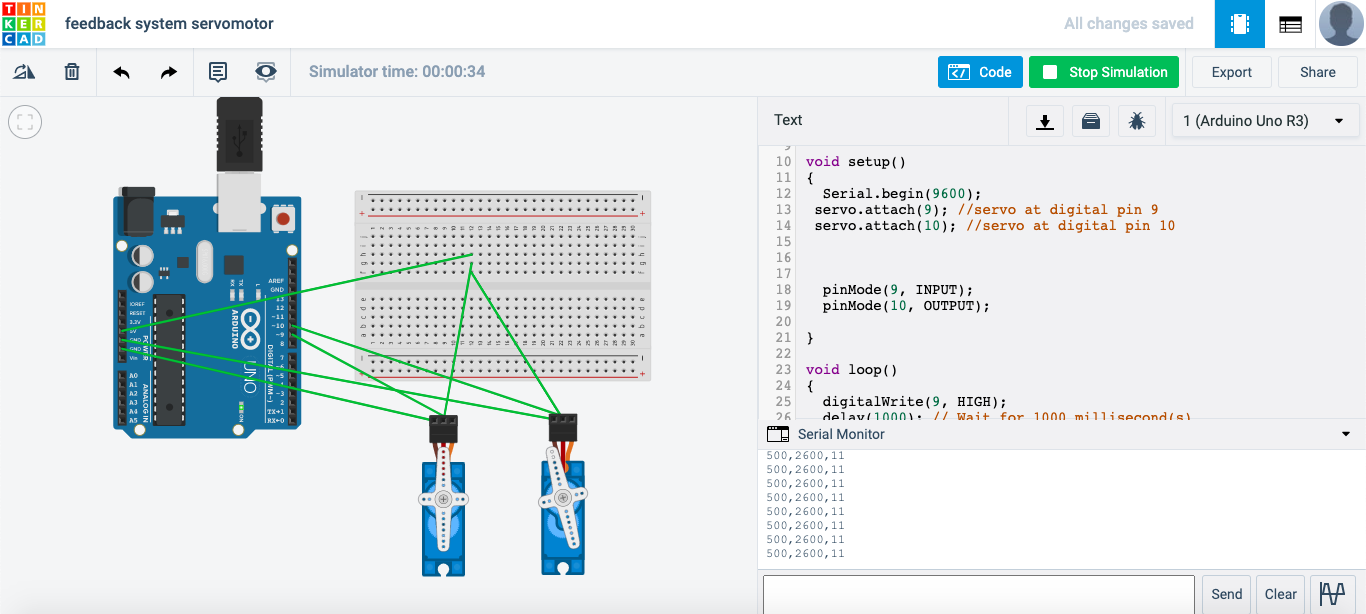 TIN
KER
CAD
feedback system servomotor
All changes saved
Simulator time: 00:00:34
Code
Stop Simulation
Export
Share
Text
1 (Arduino Uno R3)
9
10 void setup()
11 {
12 Serial.begin(9600);
13 servo.attach(9); //servo at digital pin 9
14 servo.attach(10); //servo at digital pin 10
15
16
17
18 pinMode(9, INPUT);
19 pinMode(10, OUTPUT);
20
21 }
22
23 void loop()
24 {
25 digitalWrite(9, HIGH);
26 delay(1000); // Wait for 1000 millisecond(s)
Serial Monitor
500,2600,11
500,2600,11
500,2600,11
500,2600,11
500,2600,11
500,2600,11
500,2600,11
500,2600,11
Send
Clear
AREF
GND
13
12
~11
~10
~9
8
7
~6
~5
4
~3
2
TX→1
RX←0
DIGITAL (PWM~)
IOREF
RESET
3.3V
5V
GND
GND
Vin
POWER
A0
A1
A2
A3
A4
A5
ANALOG IN
ARDUINO
UNO
TX
RX
L
ON